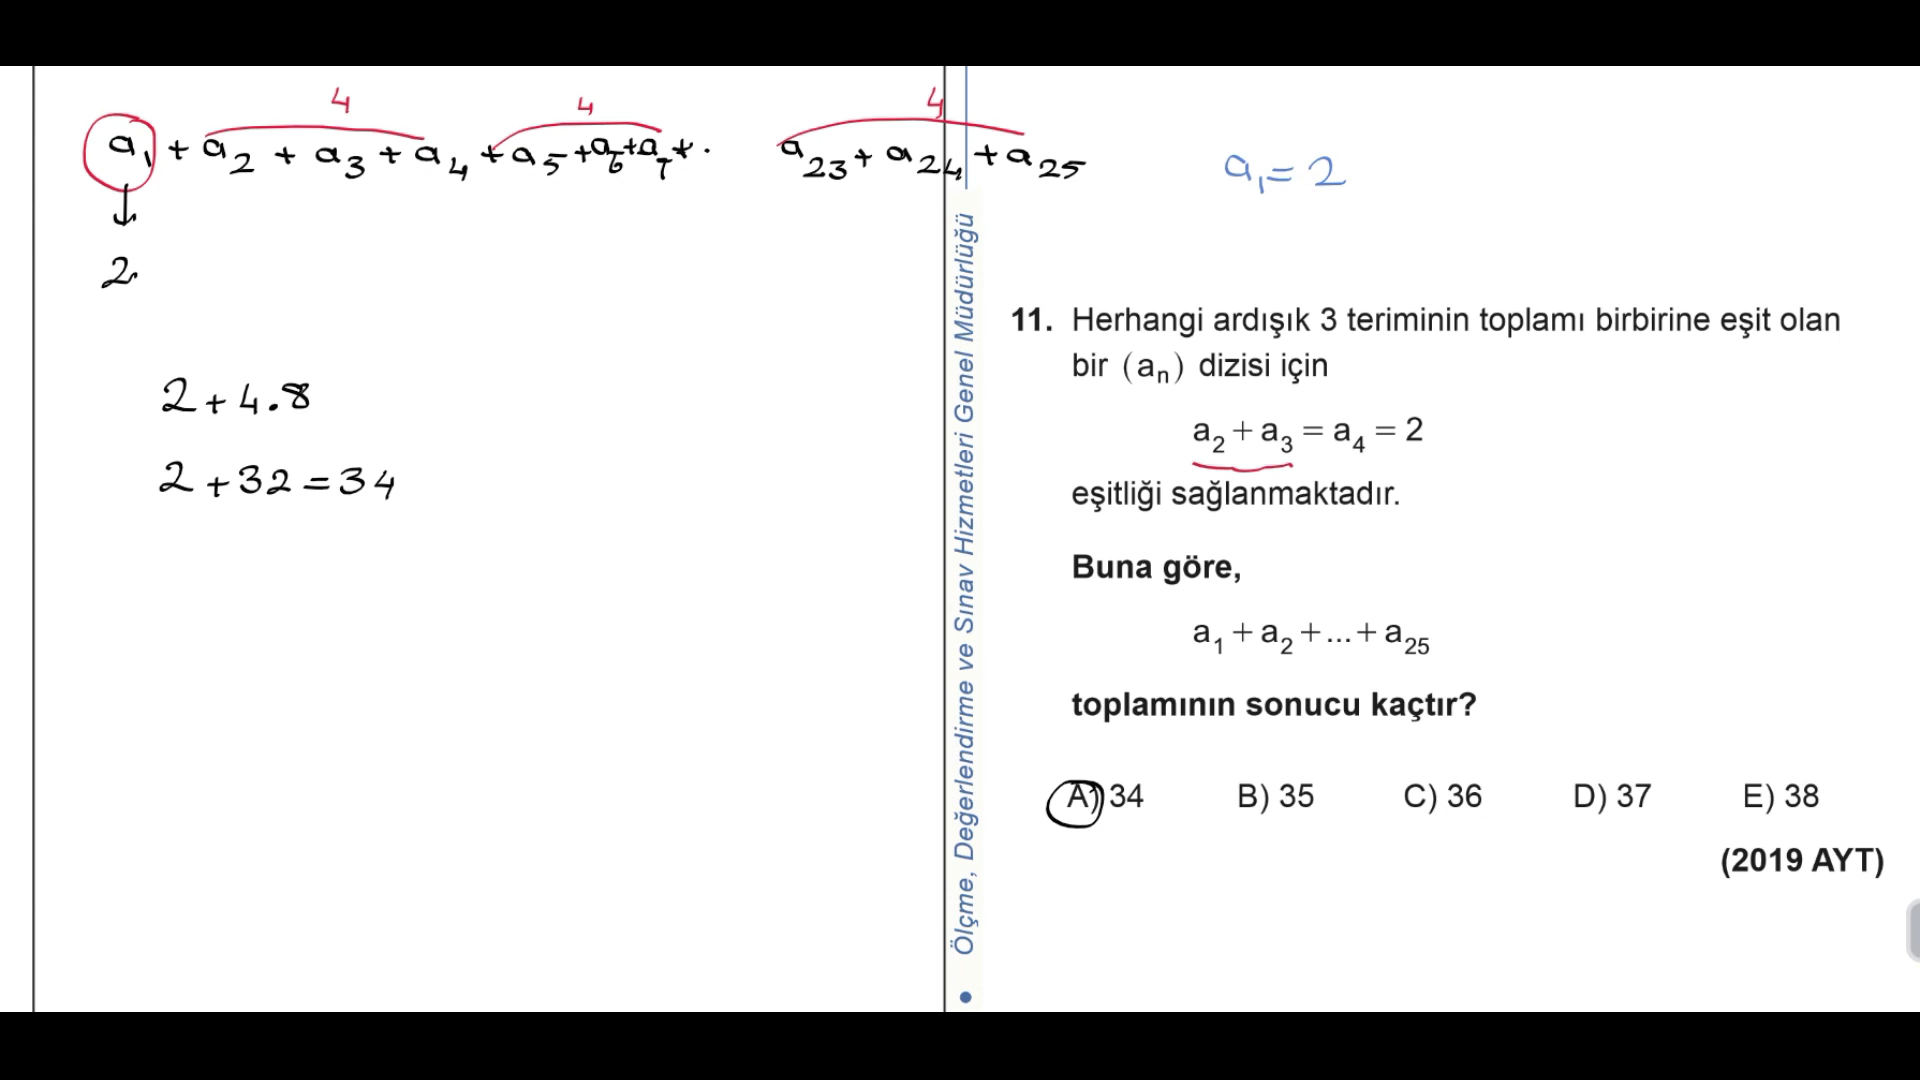 4 4 4
a₁ + a₂ + a₃ + a₄ + a₅ + a₆ + a₇ + . a₂₃ + a₂₄ + a₂₅
↓
2
2 + 4.8
2 + 32 = 34
Ölçme, Değerlendirme ve Sınav Hizmetleri Genel Müdürlüğü
a₁ = 2
11. Herhangi ardışık 3 teriminin toplamı birbirine eşit olan
bir (aₙ) dizisi için
a₂ + a₃ = a₄ = 2
eşitliği sağlanmaktadır.
Buna göre,
a₁ + a₂ + ... + a₂₅
toplamının sonucu kaçtır?
A) 34 B) 35 C) 36 D) 37 E) 38
(2019 AYT)